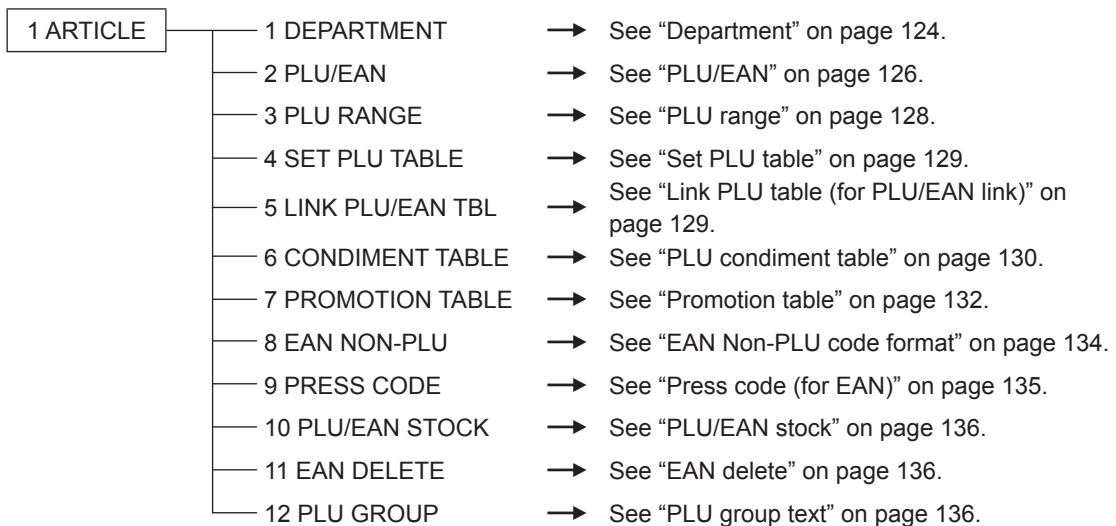 1 ARTICLE
1 DEPARTMENT See “Department” on page 124.
2 PLU/EAN See “PLU/EAN” on page 126.
3 PLU RANGE See “PLU range” on page 128.
4 SET PLU TABLE See “Set PLU table” on page 129.
5 LINK PLU/EAN TBL See “Link PLU table (for PLU/EAN link)” on
page 129.
6 CONDIMENT TABLE See “PLU condiment table” on page 130.
7 PROMOTION TABLE See “Promotion table” on page 132.
8 EAN NON-PLU See “EAN Non-PLU code format” on page 134.
9 PRESS CODE See “Press code (for EAN)” on page 135.
10 PLU/EAN STOCK See “PLU/EAN stock” on page 136.
11 EAN DELETE See “EAN delete” on page 136.
12 PLU GROUP See “PLU group text” on page 136.